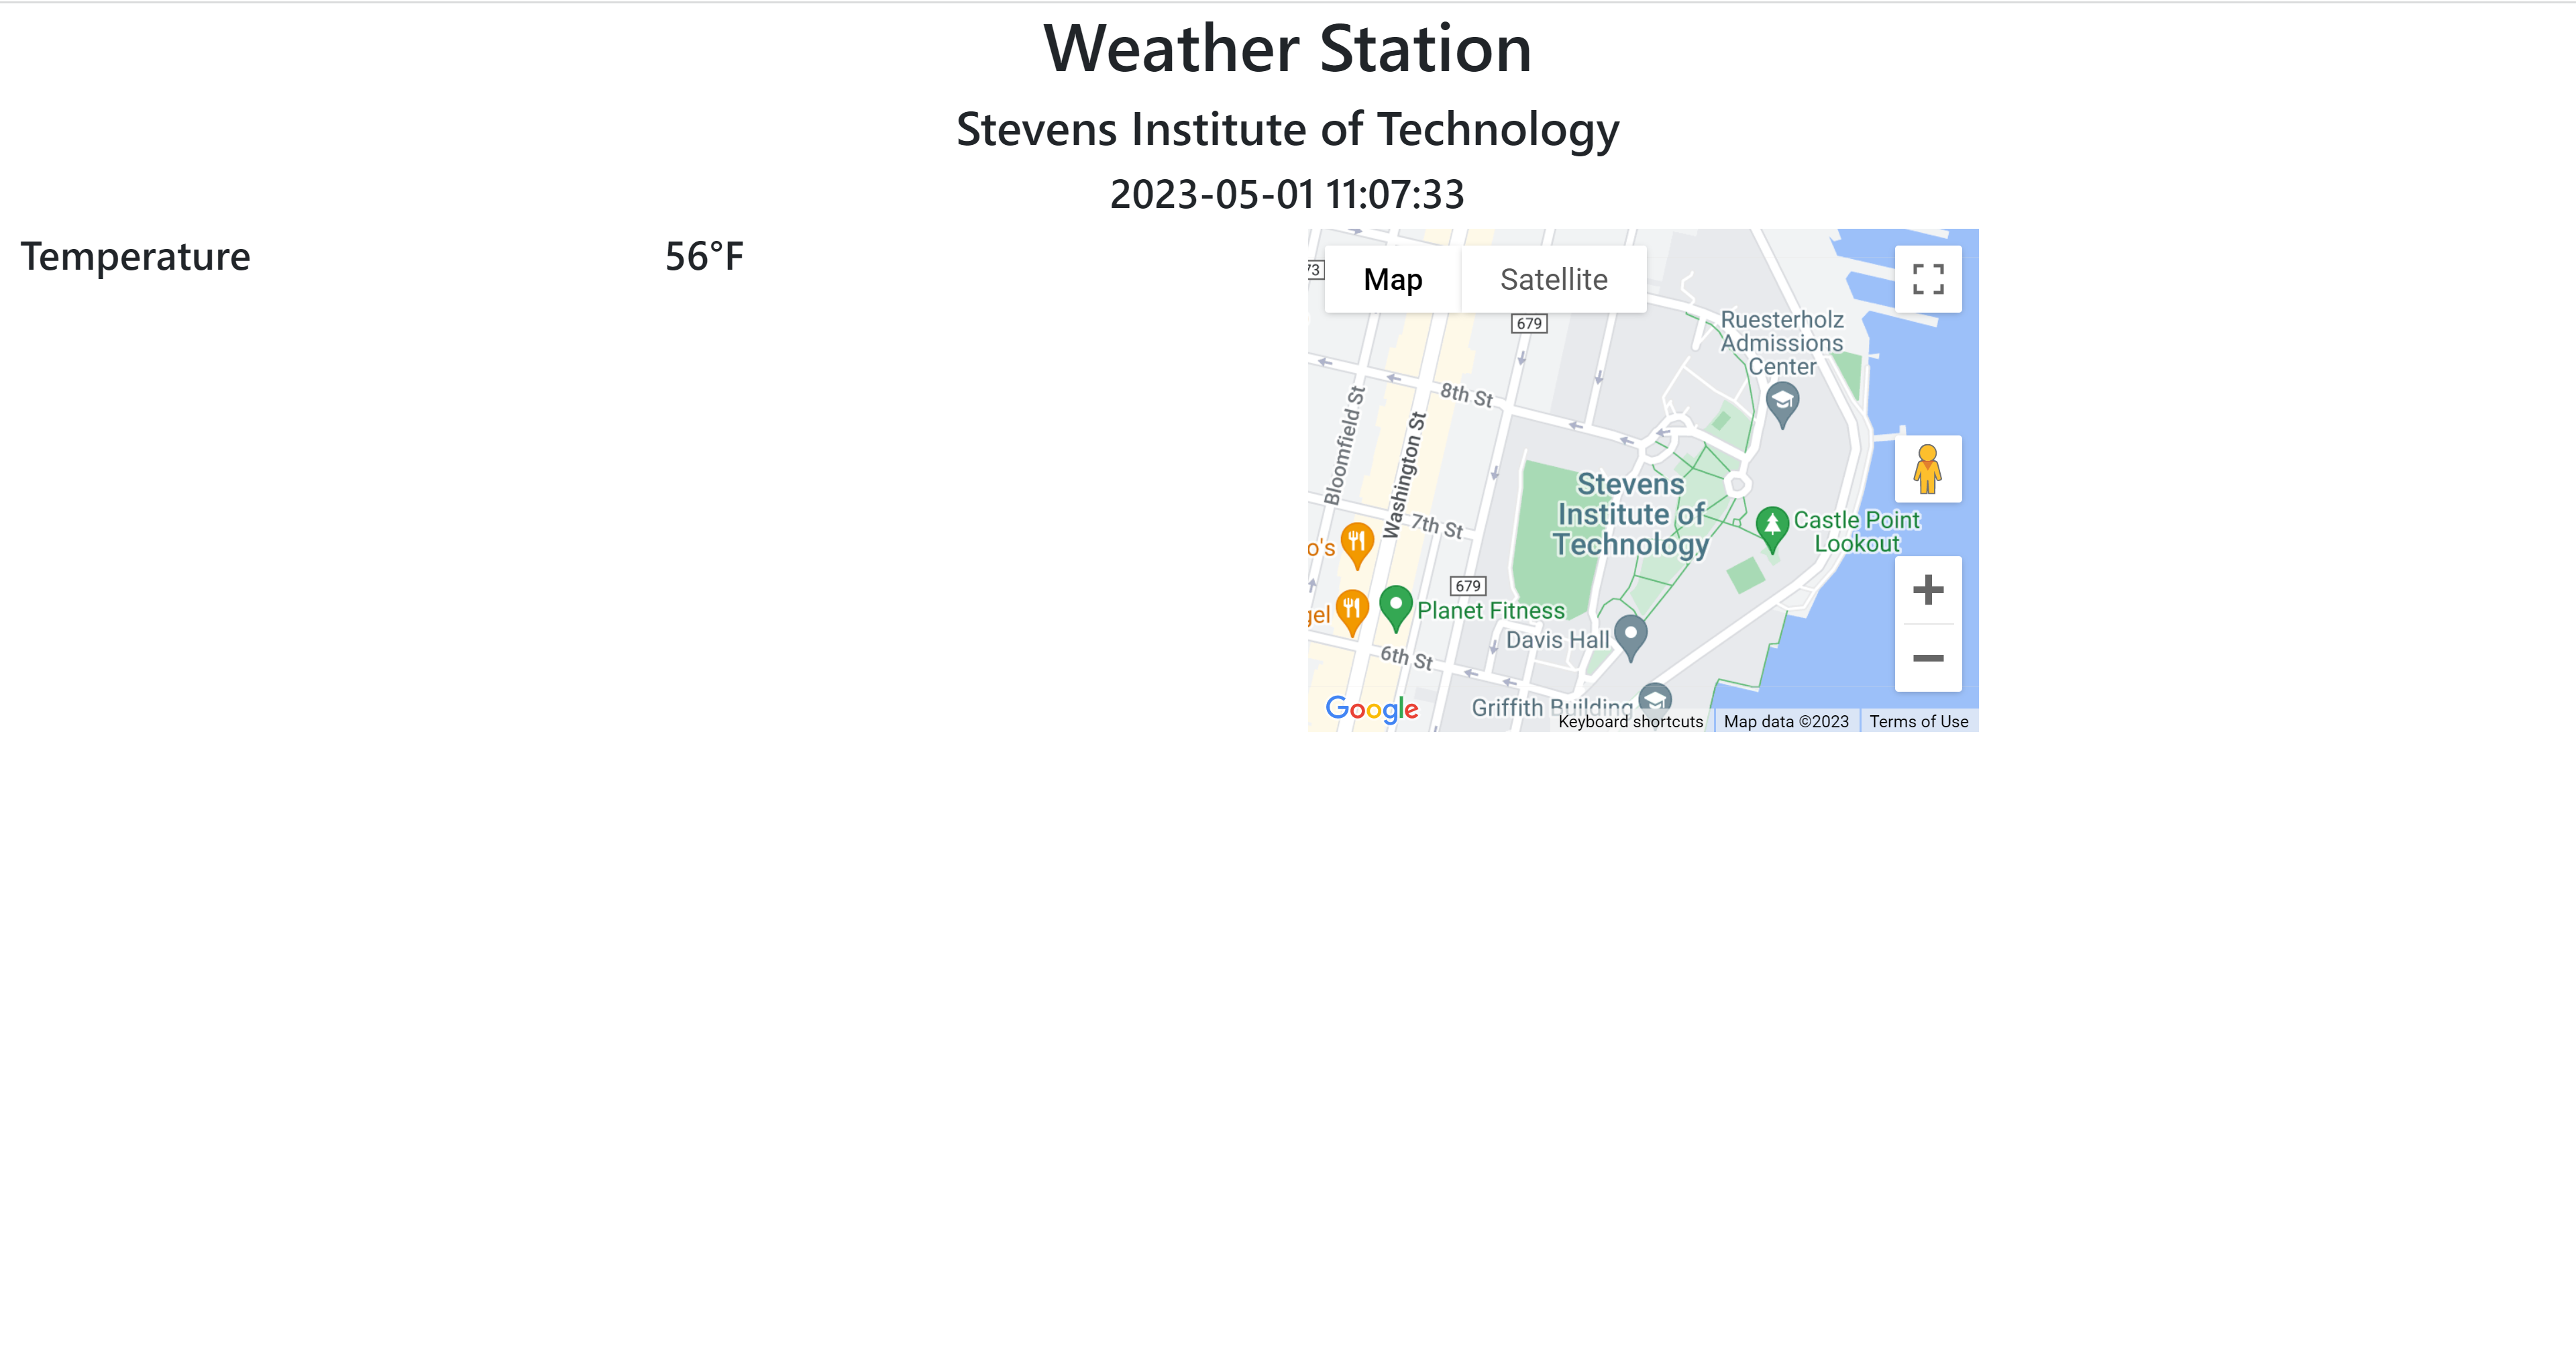 Weather Station
Stevens Institute of Technology
2023-05-01 11:07:33
Temperature 56°F
Map Satellite
679
Ruesterholz
Admissions
Center
8th St
Bloomfield St
Washington St
Stevens
Institute of
Technology
7th St
Castle Point
Lookout
679
Planet Fitness
Davis Hall
6th St
Griffith Building
Google
Keyboard shortcuts Map data ©2023 Terms of Use